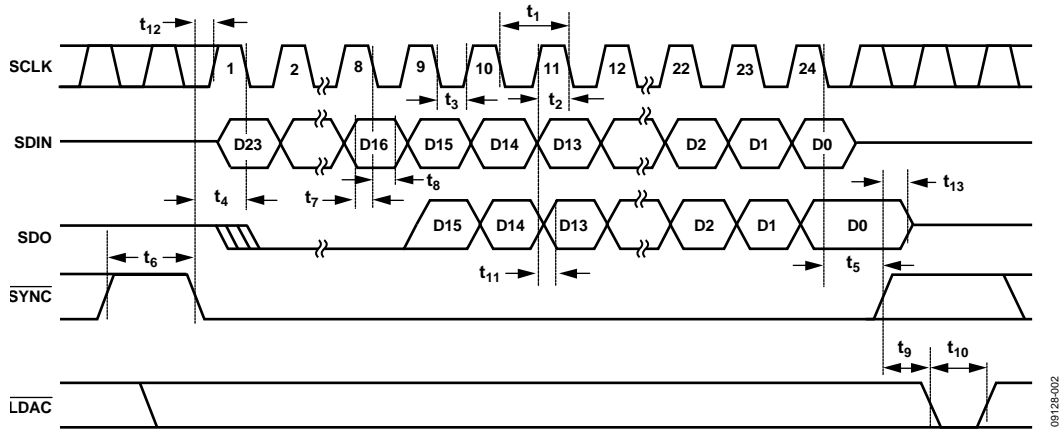 t12 t1
SCLK 1 2 8 9 10 11 12 22 23 24
t3 t2
SDIN D23 D16 D15 D14 D13 D2 D1 D0
t4 t7 t8 t13
SDO D15 D14 D13 D2 D1 D0
t6 t11 t5
SYNC
t9 t10
LDAC
09128-002